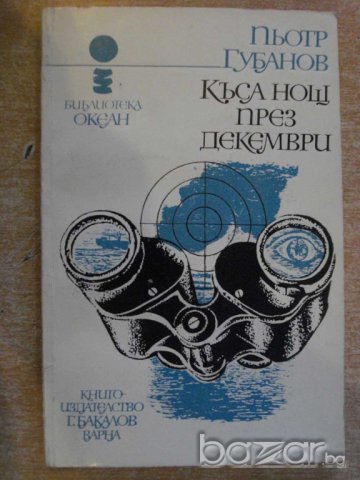 БИБЛИОТЕКА
ОКЕАН
ПЬОТР
ГУБАНОВ
КЪСА НОЩ
ПРЕЗ
ДЕКЕМВРИ
КНИГО-
ИЗДАТЕЛСТВО
Г. БАКАЛОВ
ВАРНА
bazar.bg